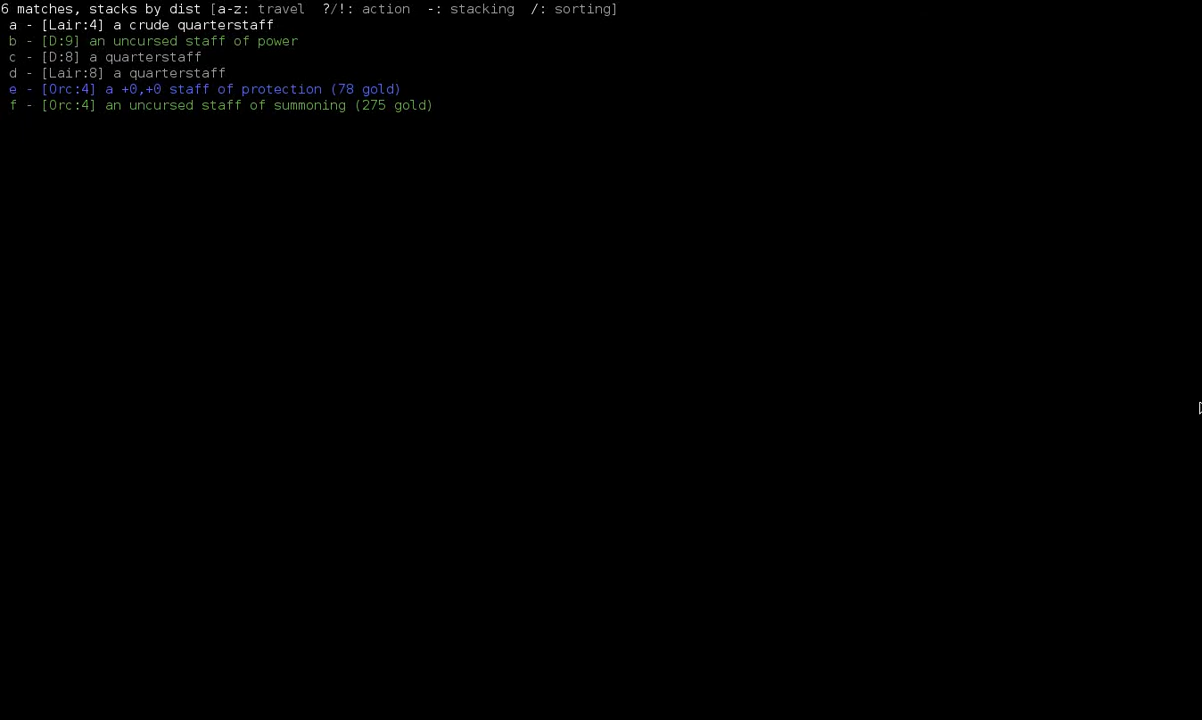 6 matches, stacks by dist [a-z: travel  ?/!: action  -: stacking  /: sorting]
a - [Lair:4] a crude quarterstaff
b - [D:9] an uncursed staff of power
c - [D:8] a quarterstaff
d - [Lair:8] a quarterstaff
e - [Orc:4] a +0,+0 staff of protection (78 gold)
f - [Orc:4] an uncursed staff of summoning (275 gold)